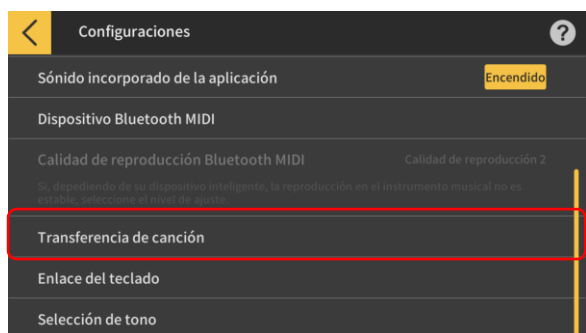 Configuraciones
?
Sónido incorporado de la aplicación Encendido
Dispositivo Bluetooth MIDI
Calidad de reproducción Bluetooth MIDI Calidad de reproducción 2
Si, depediendo de su dispositivo inteligente, la reproducción en el instrumento musical no es
estable, seleccione el nivel de ajuste.
Transferencia de canción
Enlace del teclado
Selección de tono